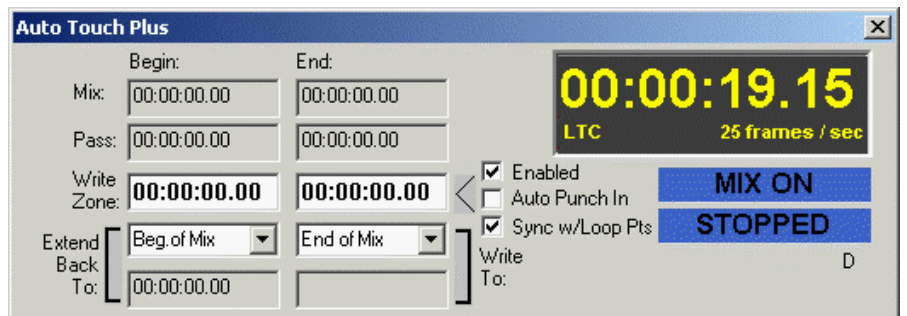 Auto Touch Plus
Begin: End:
Mix: 00:00:00.00 00:00:00.00
00:00:19.15
LTC 25 frames / sec
Pass: 00:00:00.00 00:00:00.00
Write Zone: 00:00:00.00 00:00:00.00
Enabled
Auto Punch In
Sync w/Loop Pts
MIX ON
STOPPED
Extend Back To: Beg.of Mix End of Mix
00:00:00.00
Write To:
D